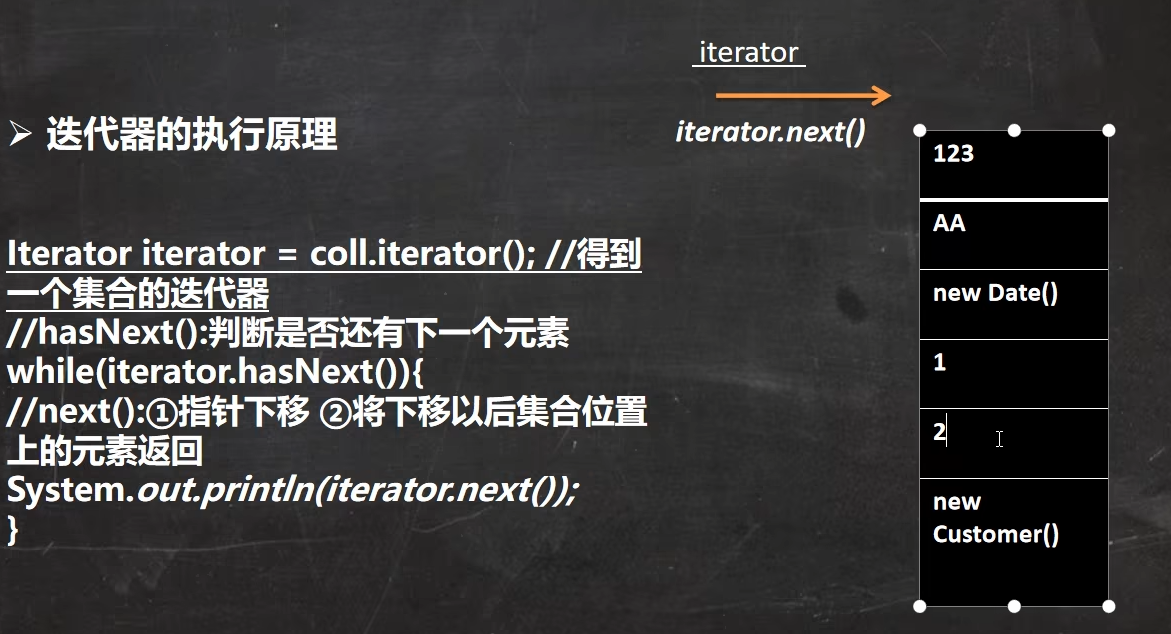 iterator
iterator.next()
迭代器的执行原理
Iterator iterator = coll.iterator(); //得到
一个集合的迭代器
//hasNext():判断是否还有下一个元素
while(iterator.hasNext()){
//next():①指针下移 ②将下移以后集合位置
上的元素返回
System.out.println(iterator.next());
}
123
AA
new Date()
1
2
new
Customer()